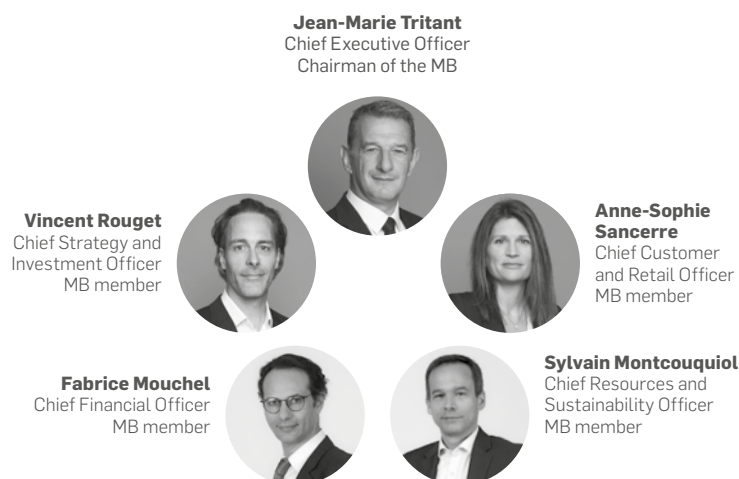 Jean-Marie Tritant
Chief Executive Officer
Chairman of the MB
Vincent Rouget
Chief Strategy and
Investment Officer
MB member
Anne-Sophie
Sancerre
Chief Customer
and Retail Officer
MB member
Fabrice Mouchel
Chief Financial Officer
MB member
Sylvain Montcouquiol
Chief Resources and
Sustainability Officer
MB member